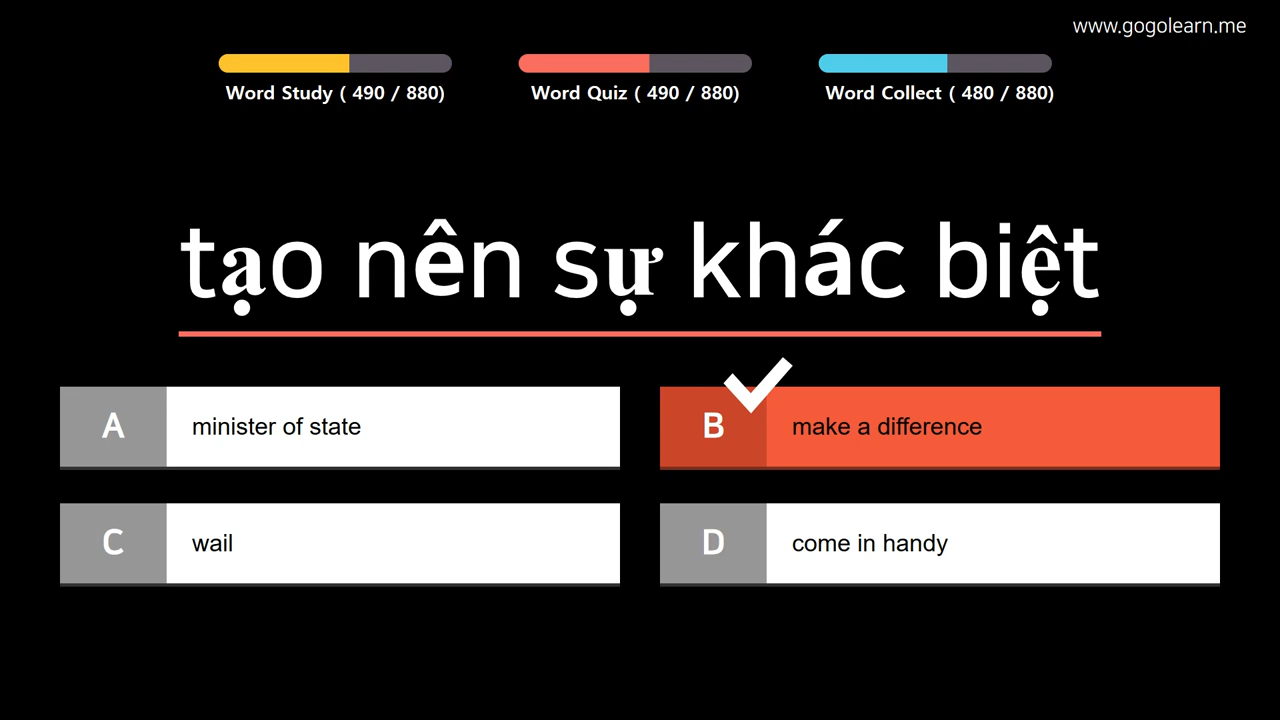 www.gogolearn.me
Word Study ( 490 / 880)
Word Quiz ( 490 / 880)
Word Collect ( 480 / 880)
tạo nên sự khác biệt
A minister of state
B make a difference
C wail
D come in handy